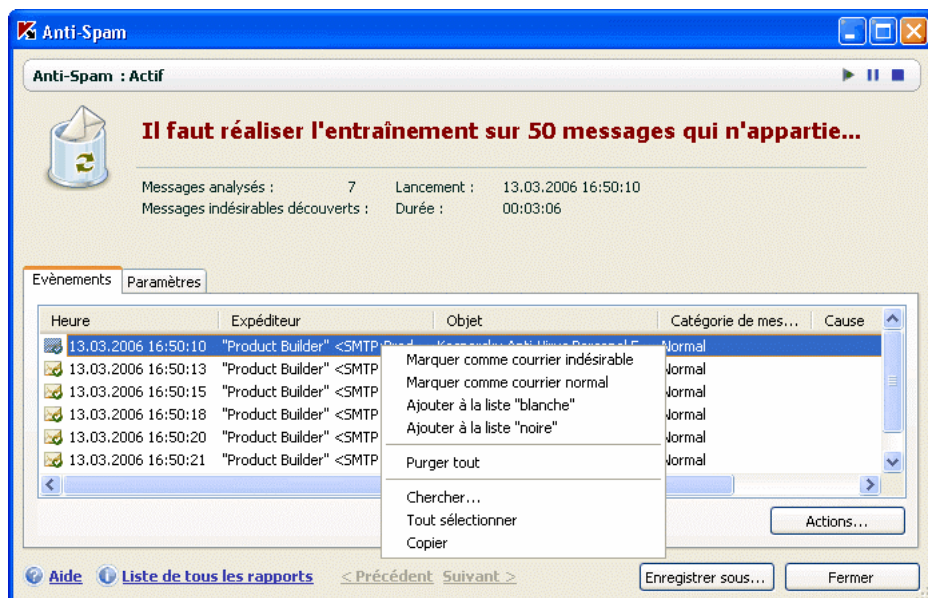 Anti-Spam
Anti-Spam : Actif
Il faut réaliser l'entraînement sur 50 messages qui n'appartie...
Messages analysés : 7 Lancement : 13.03.2006 16:50:10
Messages indésirables découverts : Durée : 00:03:06
Evènements Paramètres
Heure Expéditeur Objet Catégorie de mes... Cause
13.03.2006 16:50:10 "Product Builder" <SMTP:Prod... Kaspersky Anti-Virus Personal Normal
13.03.2006 16:50:13 "Product Builder" <SMTP Normal
13.03.2006 16:50:15 "Product Builder" <SMTP Normal
13.03.2006 16:50:18 "Product Builder" <SMTP Normal
13.03.2006 16:50:20 "Product Builder" <SMTP Normal
13.03.2006 16:50:21 "Product Builder" <SMTP Normal
Marquer comme courrier indésirable
Marquer comme courrier normal
Ajouter à la liste "blanche"
Ajouter à la liste "noire"
Purger tout
Chercher...
Tout sélectionner
Copier
Actions...
Aide Liste de tous les rapports < Précédent Suivant > Enregistrer sous... Fermer